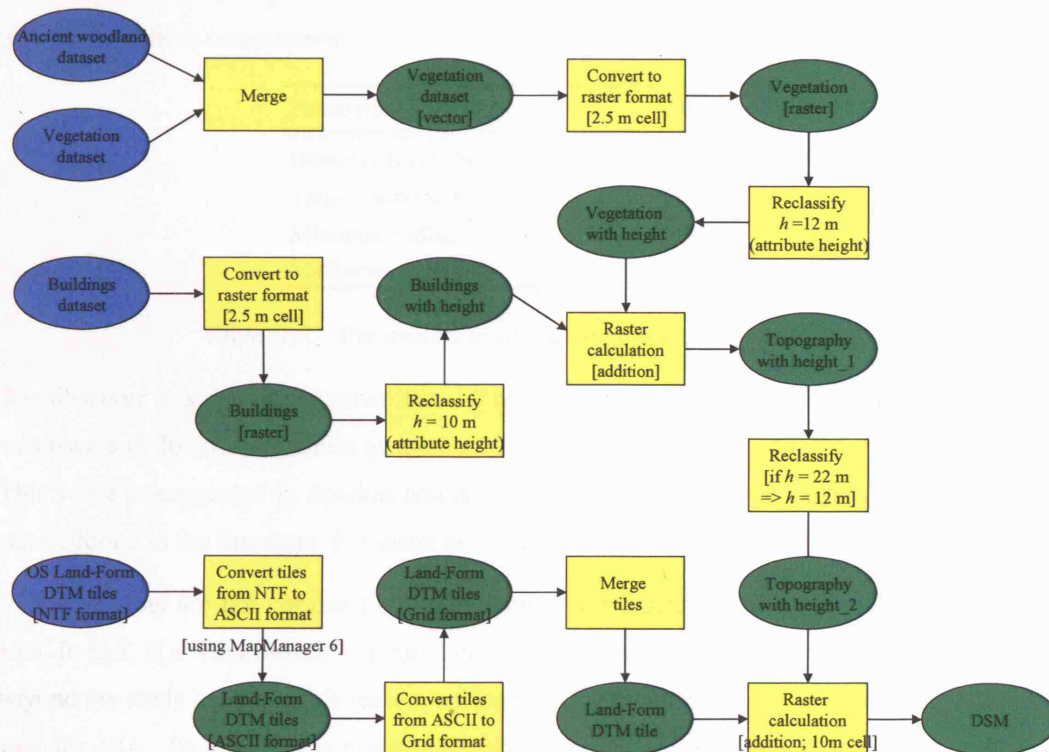 Ancient woodland
dataset
Merge
Vegetation
dataset
[vector]
Convert to
raster format
[2.5 m cell]
Vegetation
[raster]
Vegetation
dataset
Vegetation
with height
Reclassify
h =12 m
(attribute height)
Buildings
dataset
Convert to
raster format
[2.5 m cell]
Buildings
with height
Raster
calculation
[addition]
Topography
with height_1
Buildings
[raster]
Reclassify
h = 10 m
(attribute height)
Reclassify
[if h = 22 m
=> h = 12 m]
OS Land-Form
DTM tiles
[NTF format]
Convert tiles
from NTF to
ASCII format
Land-Form
DTM tiles
[Grid format]
Merge
tiles
Topography
with height_2
[using MapManager 6]
Land-Form
DTM tiles
[ASCII format]
Convert tiles
from ASCII to
Grid format
Land-Form
DTM tile
Raster
calculation
[addition; 10m cell]
DSM